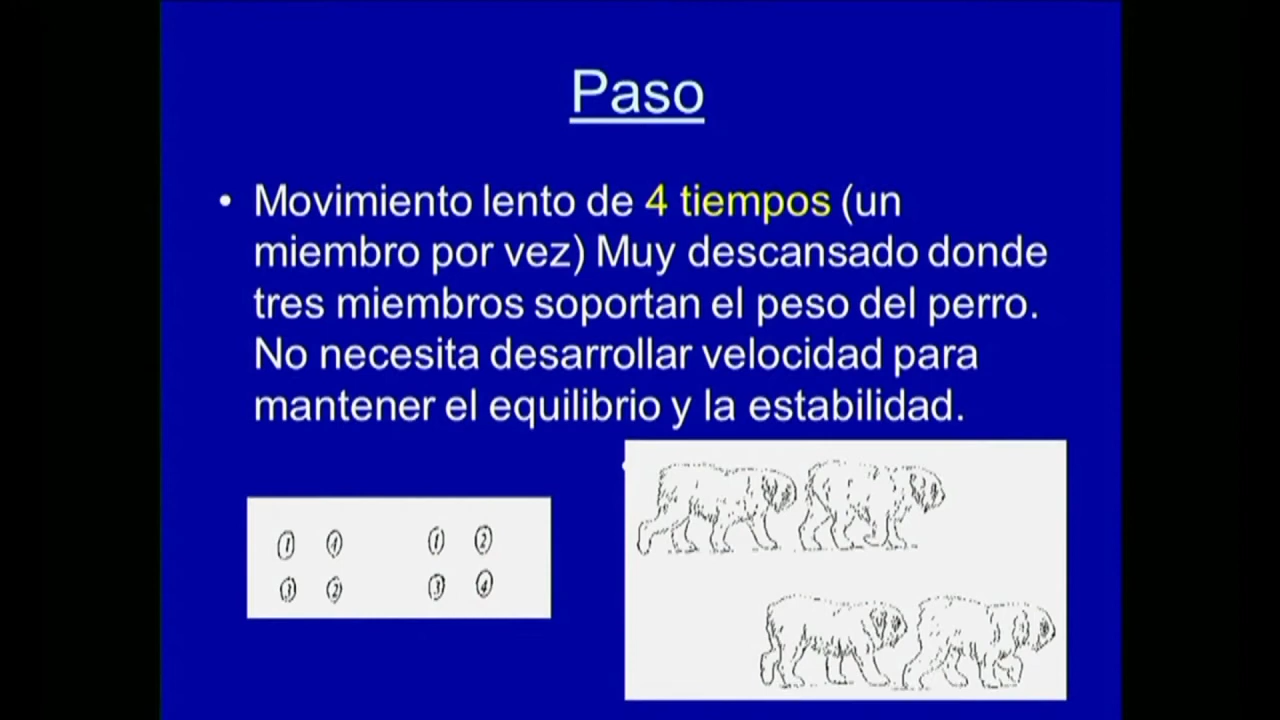 Paso
• Movimiento lento de 4 tiempos (un
miembro por vez) Muy descansado donde
tres miembros soportan el peso del perro.
No necesita desarrollar velocidad para
mantener el equilibrio y la estabilidad.
1 4 1 2
3 2 3 4